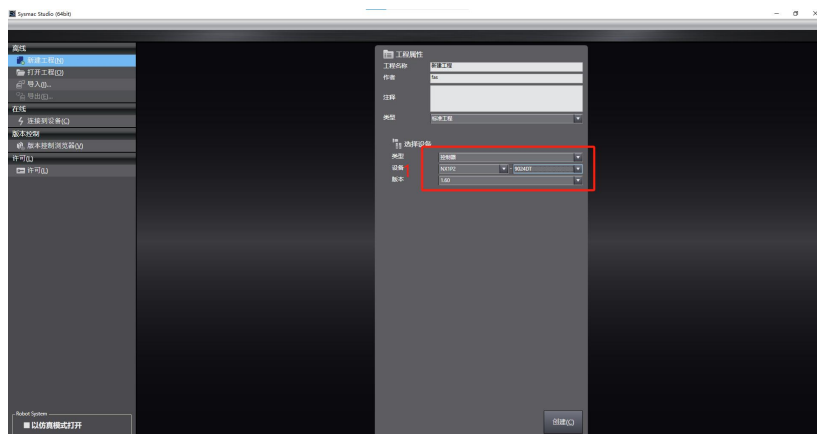 Sysmac Studio (64bit)
离线
新建工程(N)
打开工程(O)
导入(I)...
导出(E)...
在线
连接到设备(C)
版本控制
版本控制浏览器(V)
许可(L)
许可(L)
Robot System
以仿真模式打开
工程属性
工程名称 新建工程
作者
注释
类型 标准工程
选择设备
类型 控制器
设备 NX1P2 - 9024DT
版本 1.40
创建(C)